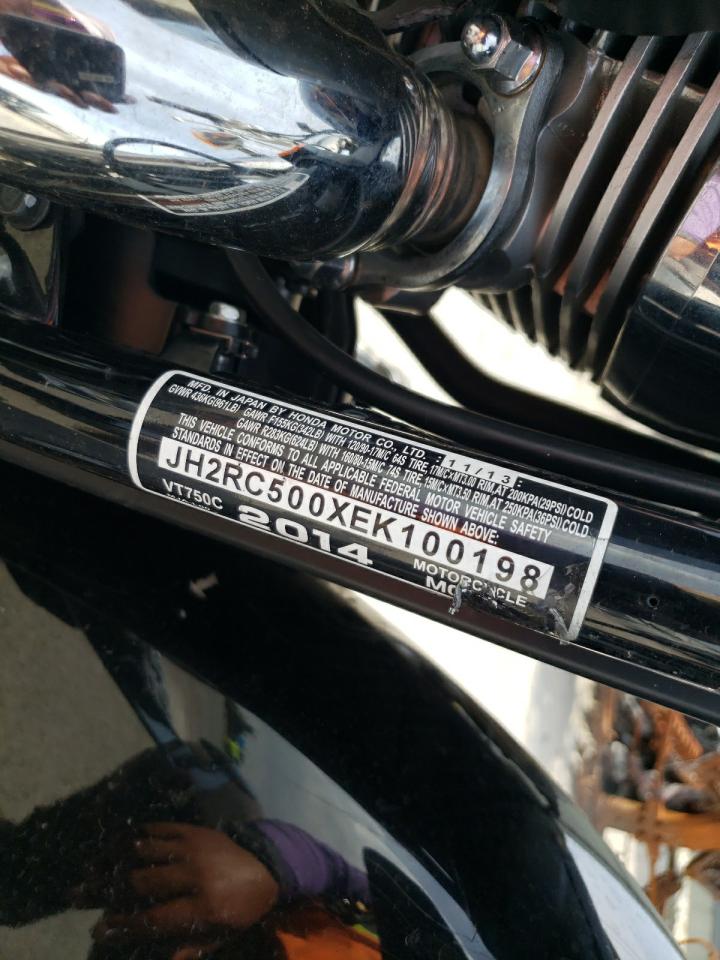 MFD. IN JAPAN BY HONDA MOTOR CO., LTD. : 11/13 :
GVWR 436KG(961LB) GAWR F155KG(342LB) WITH 120/90-17M/C 64S TIRE, 17M/CXMT3.00 RIM,AT 200KPA(29PSI)COLD
GAWR R283KG(624LB) WITH 160/80-15M/C 74S TIRE,15M/CXMT3.50 RIM,AT 250KPA(36PSI)COLD
THIS VEHICLE CONFORMS TO ALL APPLICABLE FEDERAL MOTOR VEHICLE SAFETY
STANDARDS IN EFFECT ON THE DATE OF MANUFACTURE SHOWN ABOVE:
JH2RC500XEK100198
VT750C 2014 MOTORCYCLE